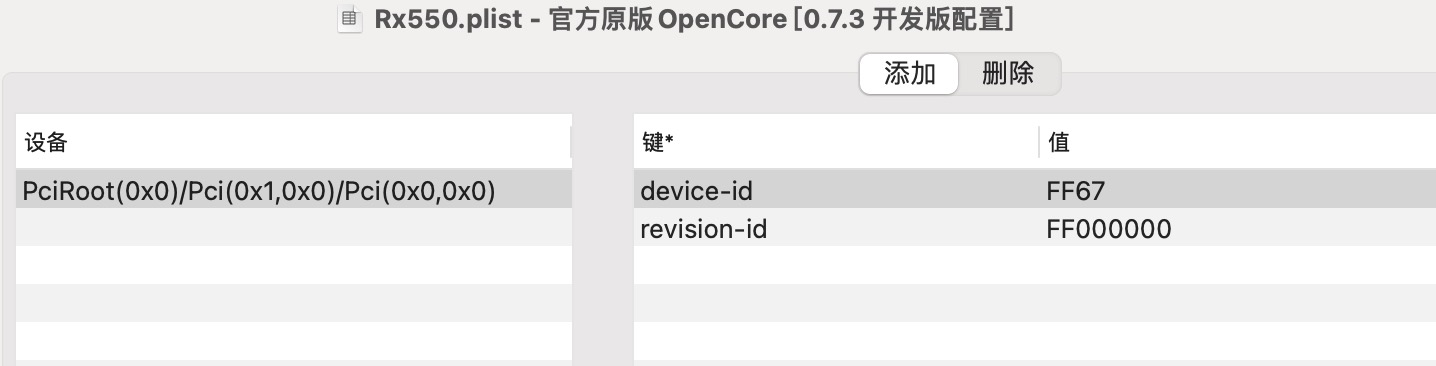 Rx550.plist - 官方原版 OpenCore [0.7.3 开发版配置]
添加 删除
设备 键* 值
PciRoot(0x0)/Pci(0x1,0x0)/Pci(0x0,0x0) device-id FF67
revision-id FF000000